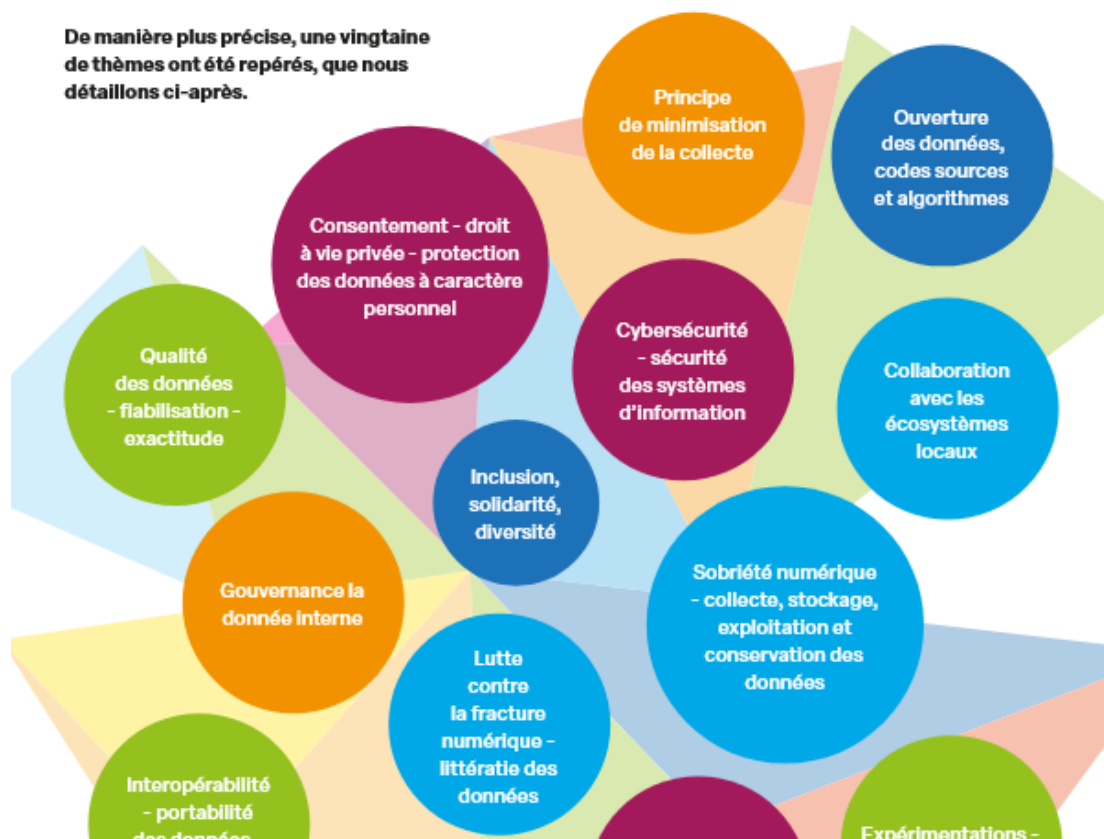 De manière plus précise, une vingtaine
de thèmes ont été repérés, que nous
détaillons ci-après.
Principe
de minimisation
de la collecte
Ouverture
des données,
codes sources
et algorithmes
Consentement - droit
à vie privée - protection
des données à caractère
personnel
Cybersécurité
- sécurité
des systèmes
d'information
Qualité
des données
- fiabilisation -
exactitude
Collaboration
avec les
écosystèmes
locaux
Inclusion,
solidarité,
diversité
Gouvernance la
donnée interne
Sobriété numérique
- collecte, stockage,
exploitation et
conservation des
données
Lutte
contre
la fracture
numérique -
littératie des
données
Interopérabilité
- portabilité
des données
Expérimentations -